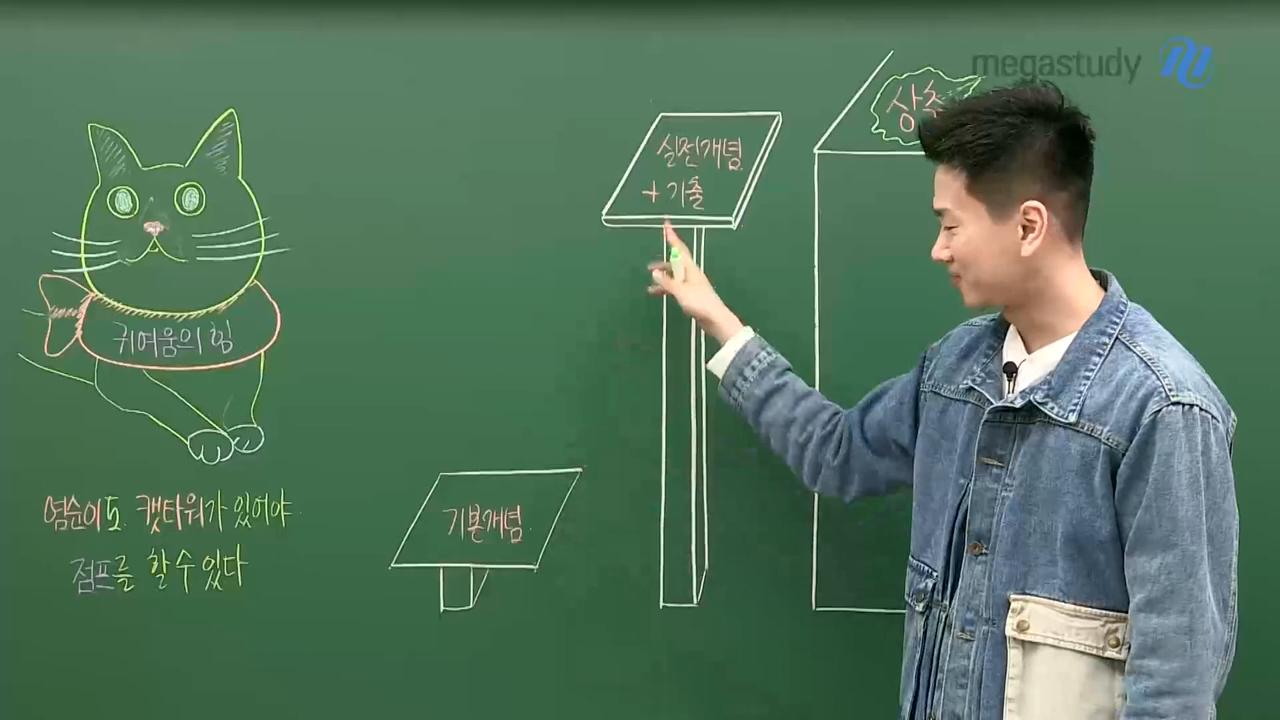 megastudy
귀여움의 힘
염순이도 캣타워가 있어야
점프를 할 수 있다
기본개념
실전개념
+ 기출